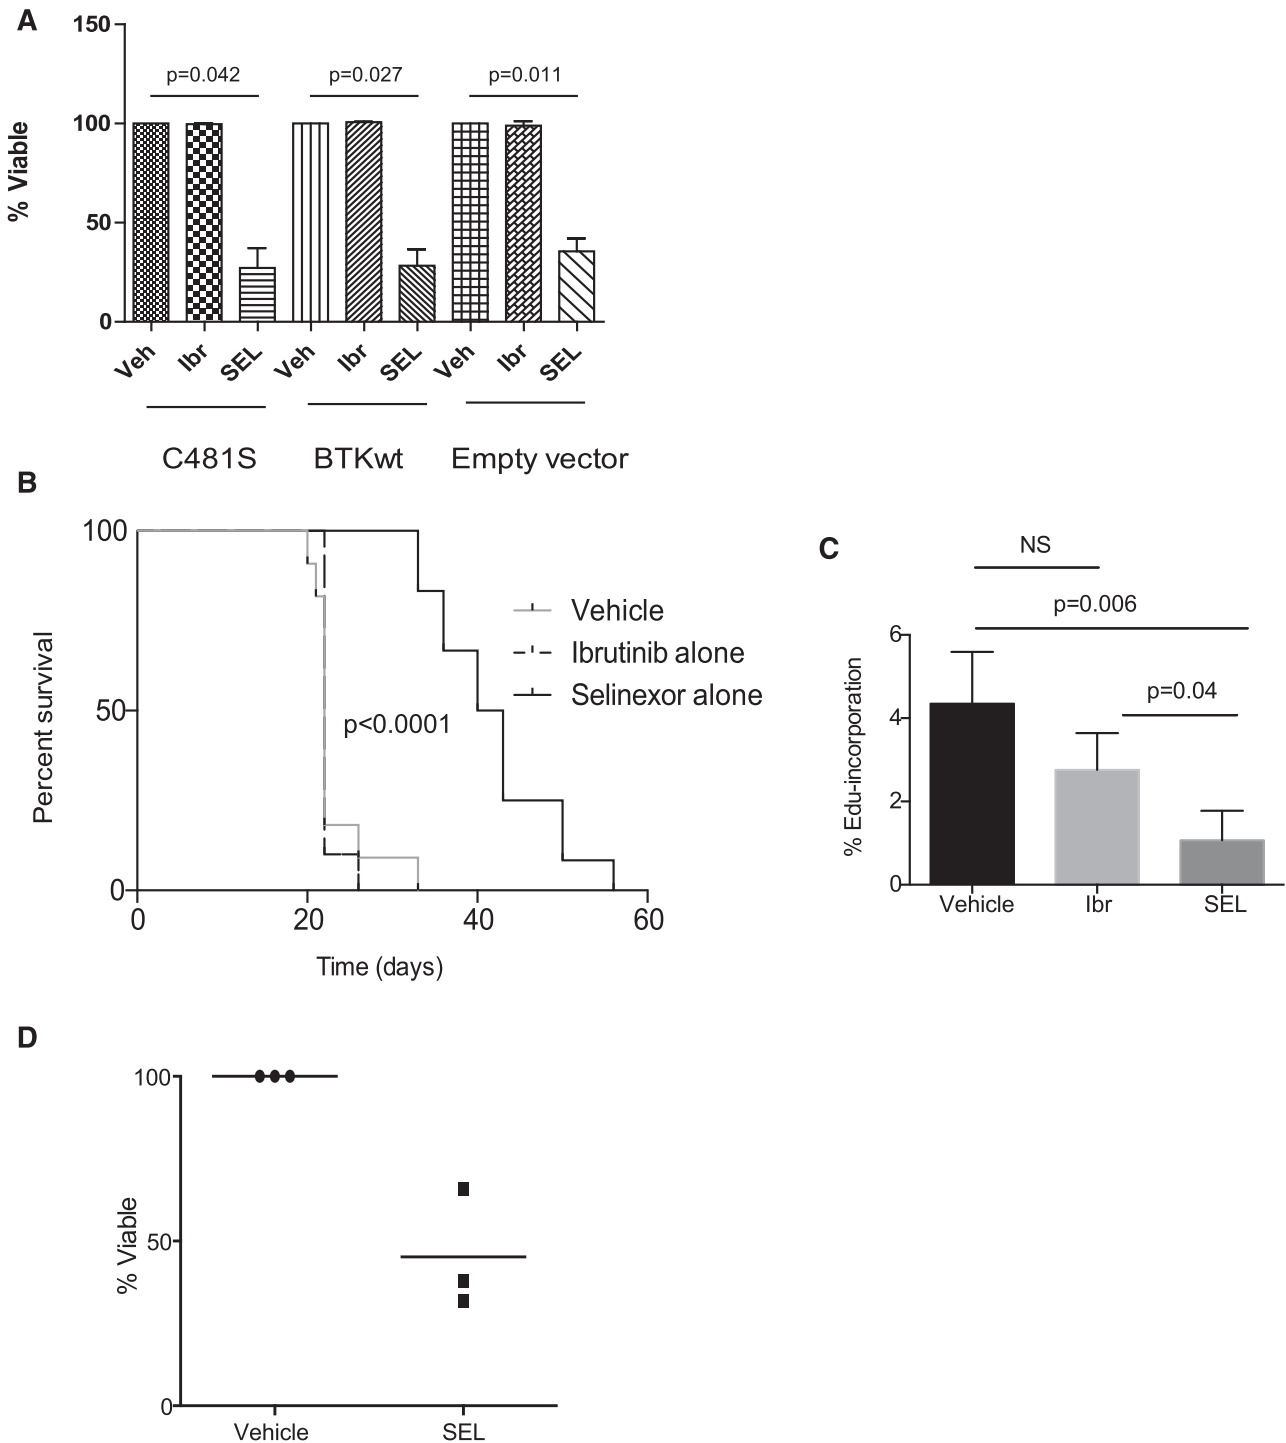 A
150
p=0.042 p=0.027 p=0.011
100
% Viable
50
0
Veh Ibr SEL Veh Ibr SEL Veh Ibr SEL
C481S BTKwt Empty vector
B
100
Vehicle
Ibrutinib alone
Selinexor alone
50
p<0.0001
Percent survival
0
0 20 40 60
Time (days)
C
NS
p=0.006
6
p=0.04
4
% Edu-incorporation
2
0
Vehicle Ibr SEL
D
100
% Viable
50
0
Vehicle SEL